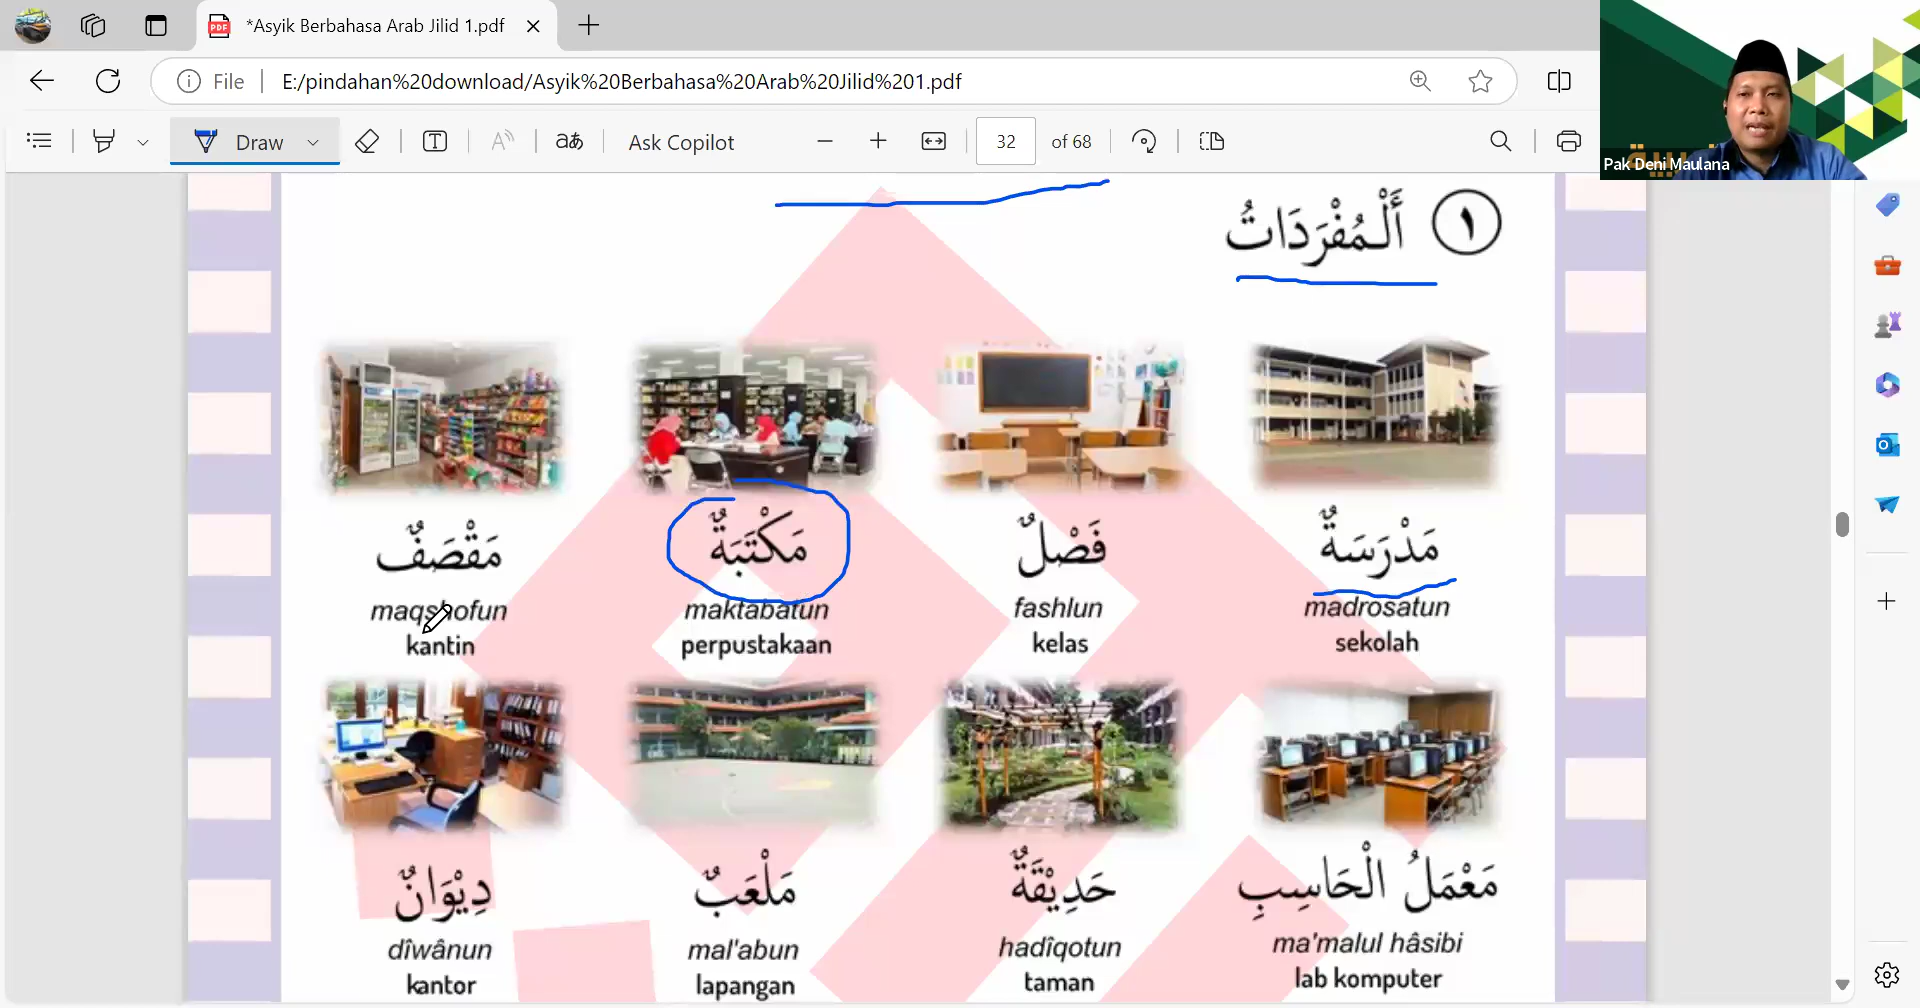 *Asyik Berbahasa Arab Jilid 1.pdf
File
E:/pindahan%20download/Asyik%20Berbahasa%20Arab%20Jilid%201.pdf
Draw
Ask Copilot
32 of 68
Pak Deni Maulana
١ أَلْمُفْرَدَاتُ
مَدْرَسَةٌ
madrosatun
sekolah
فَصْلٌ
fashlun
kelas
مَكْتَبَةٌ
maktabatun
perpustakaan
مَقْصَفٌ
maqshofun
kantin
مَعْمَلُ الْحَاسِبِ
ma'malul hâsibi
lab komputer
حَدِيْقَةٌ
hadîqotun
taman
مَلْعَبٌ
mal'abun
lapangan
دِيْوَانٌ
dîwânun
kantor